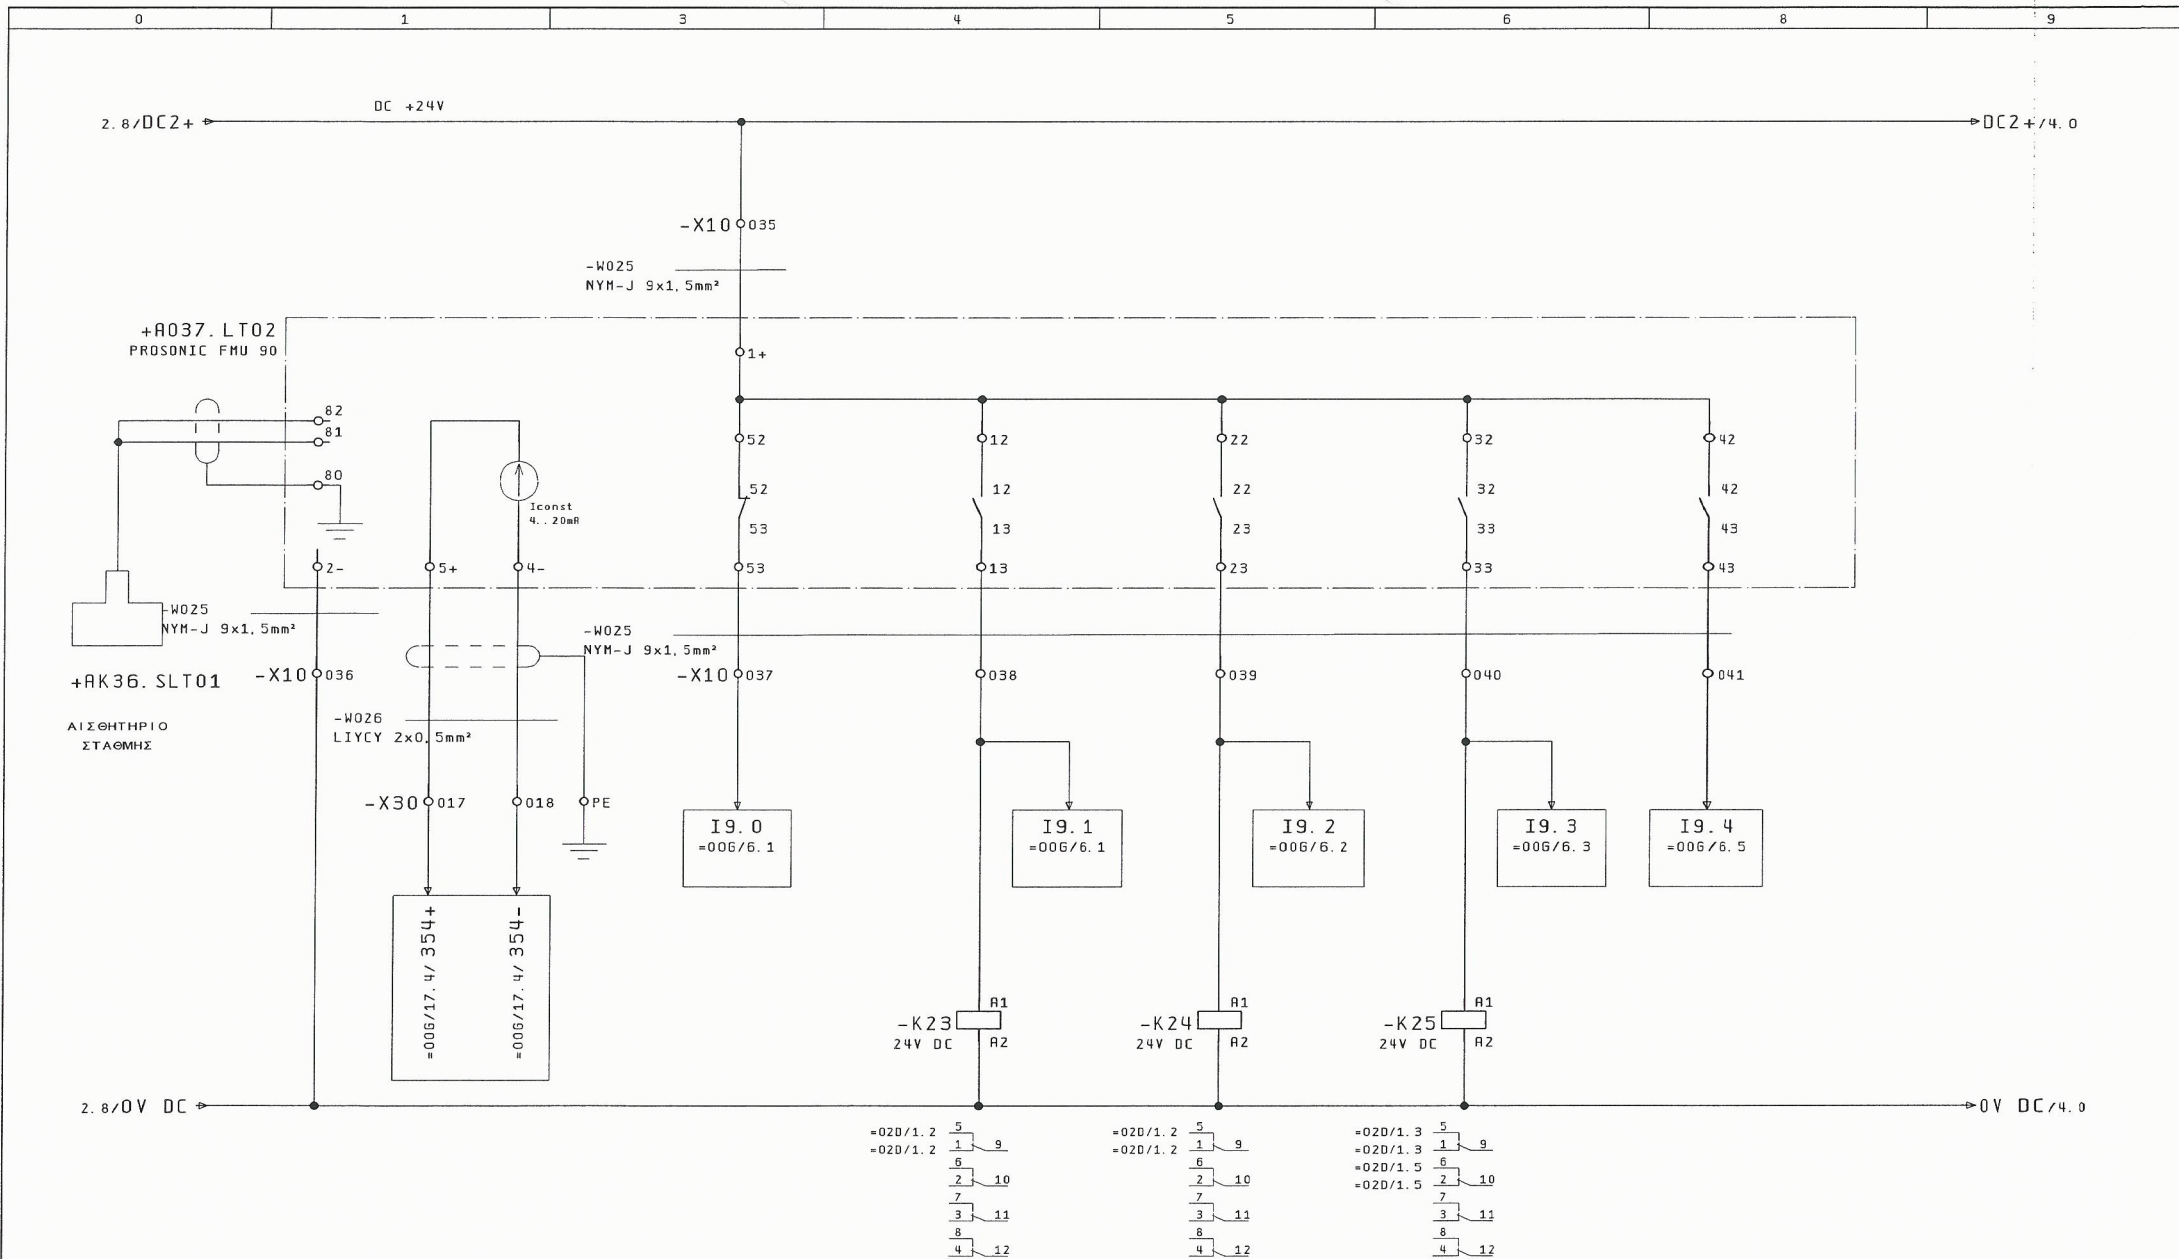 0 1 3 4 5 6 8 9
DC +24V
2.8/DC2+
DC2+/4.0
-X10 035
-W025
NYM-J 9x1,5mm²
+A037.LT02
PROSONIC FMU 90
1+
82
81
80
52 12 22 32 42
52 12 22 32 42
Iconst
4..20mA
53 13 23 33 43
2- 5+ 4- 53 13 23 33 43
-W025
NYM-J 9x1,5mm²
-W025
NYM-J 9x1,5mm²
+AK36.SLT01
-X10 036
-X10 037 038 039 040 041
ΑΙΣΘΗΤΗΡΙΟ
ΣΤΑΘΜΗΣ
-W026
LIYCY 2x0,5mm²
-X30 017 018 PE
I9.0 I9.1 I9.2 I9.3 I9.4
=00G/6.1 =00G/6.1 =00G/6.2 =00G/6.3 =00G/6.5
=00G/17.4/354+
=00G/17.4/354-
A1 A1 A1
-K23 -K24 -K25
24V DC A2 24V DC A2 24V DC A2
2.8/0V DC
0V DC/4.0
=02D/1.2 5 =02D/1.2 5 =02D/1.3 5
=02D/1.2 1 9 =02D/1.2 1 9 =02D/1.3 1 9
6 6 =02D/1.5 6
2 10 2 10 =02D/1.5 2 10
7 7 7
3 11 3 11 3 11
8 8 8
4 12 4 12 4 12